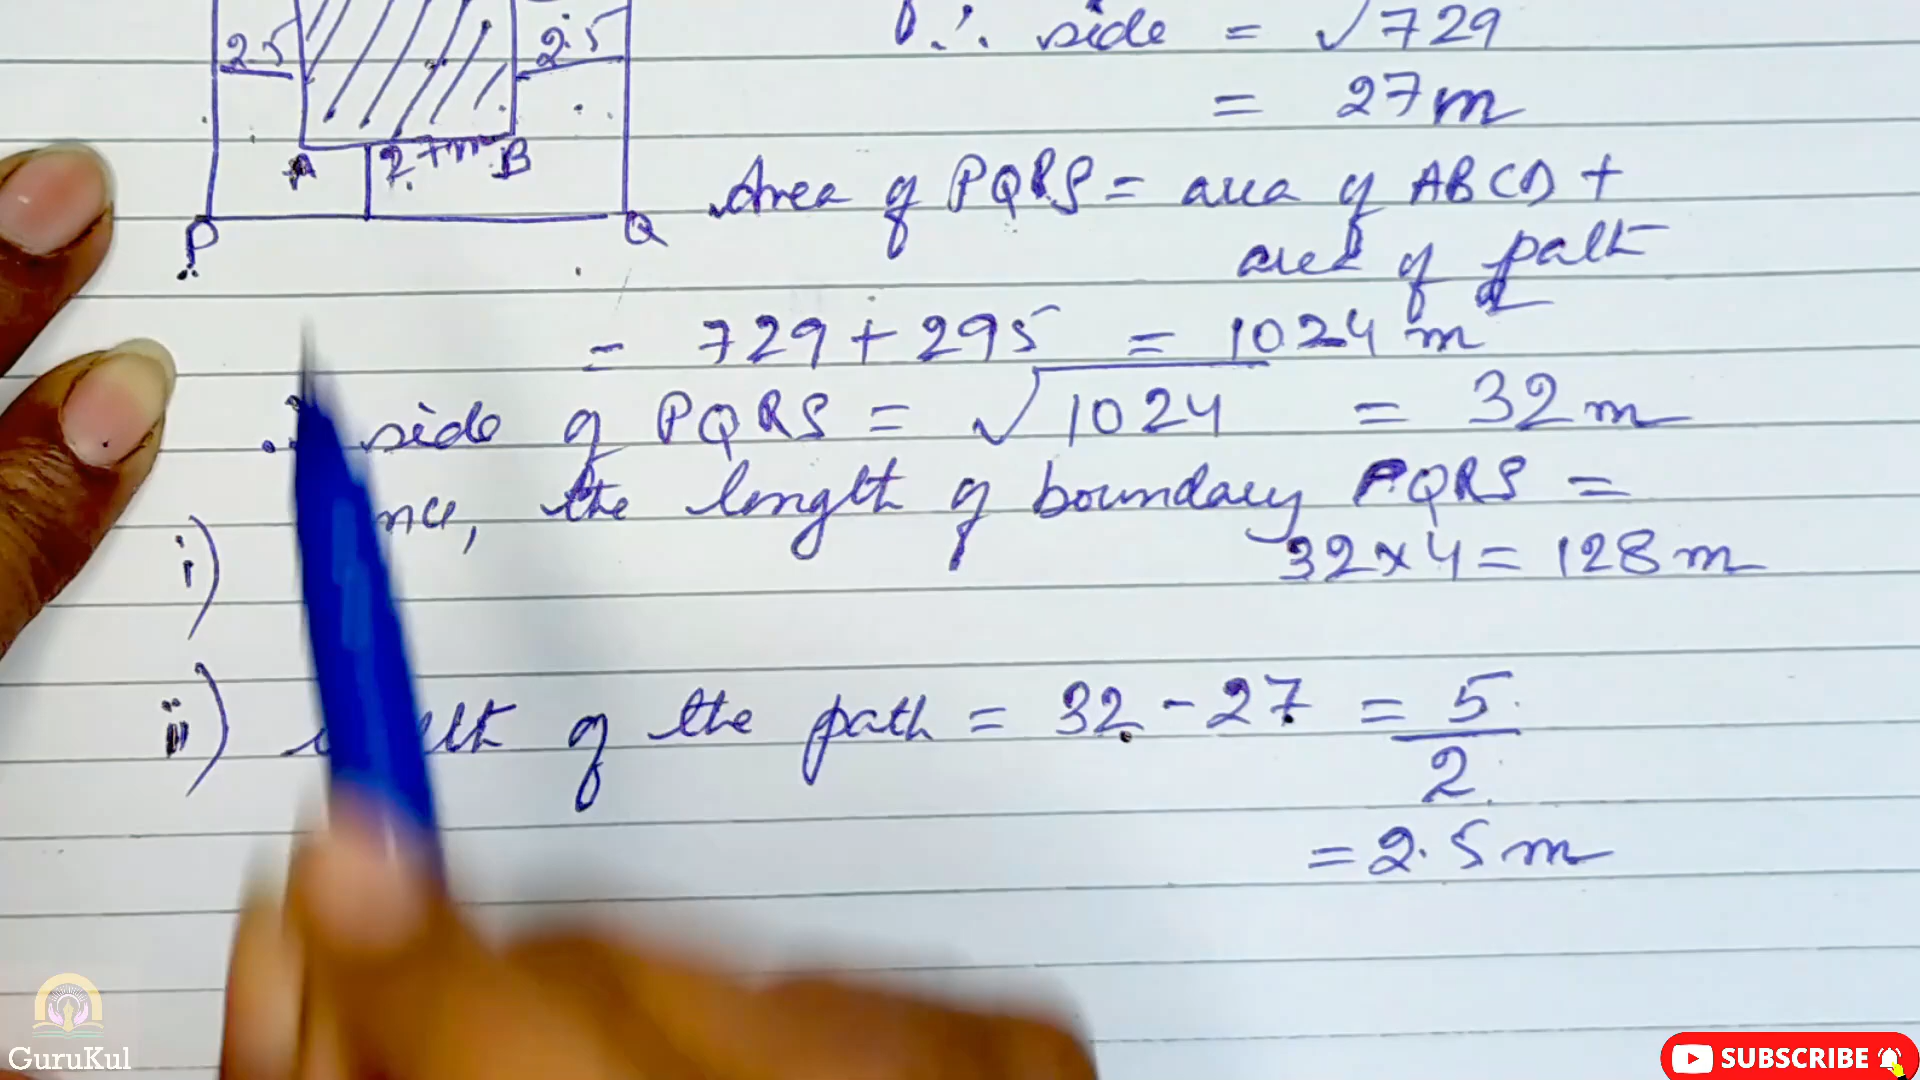 2.5
2.5
∴ side = √729
= 27m
A 27m B
Area of PQRS = area of ABCD +
P Q
area of path
= 729 + 295 = 1024 m²
side of PQRS = √1024 = 32 m
the length of boundary PQRS =
i) 32×4 = 128 m
ii) of the path = 32 - 27 = 5/2
= 2.5 m
GuruKul
SUBSCRIBE